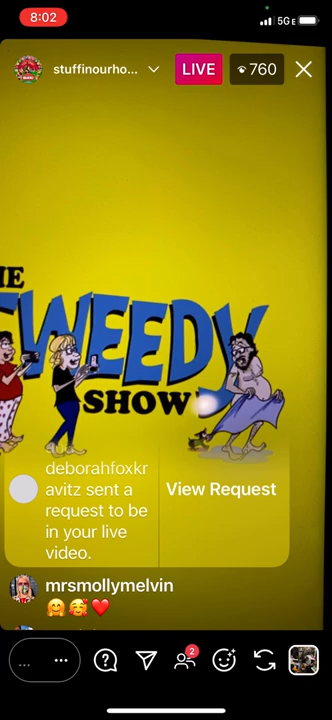 8:02
5GE
stuffinourho...
LIVE
760
HE
TWEEDY
SHOW
deborahfoxkr
avitz sent a
request to be
in your live
video.
View Request
mrsmollymelvin
2